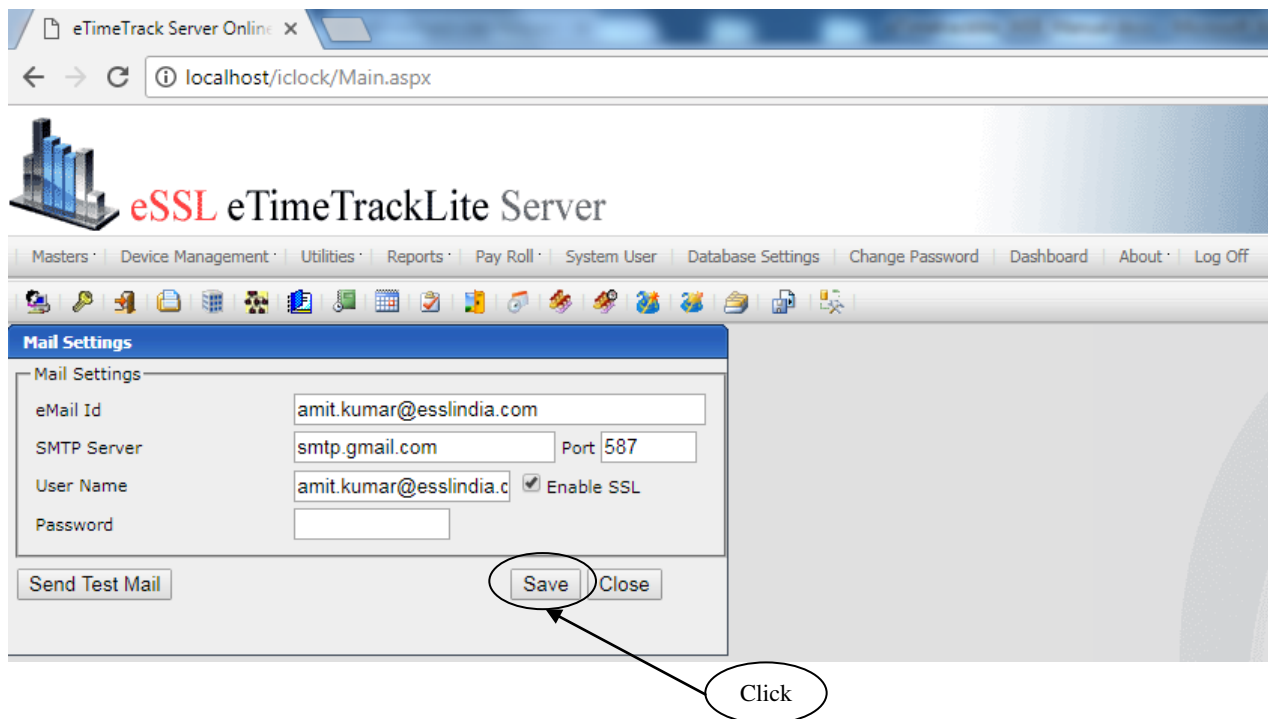 eTimeTrack Server Online
localhost/iclock/Main.aspx
eSSL eTimeTrackLite Server
Masters Device Management Utilities Reports Pay Roll System User Database Settings Change Password Dashboard About Log Off
Mail Settings
Mail Settings
eMail Id amit.kumar@esslindia.com
SMTP Server smtp.gmail.com Port 587
User Name amit.kumar@esslindia.c Enable SSL
Password
Send Test Mail Save Close
Click